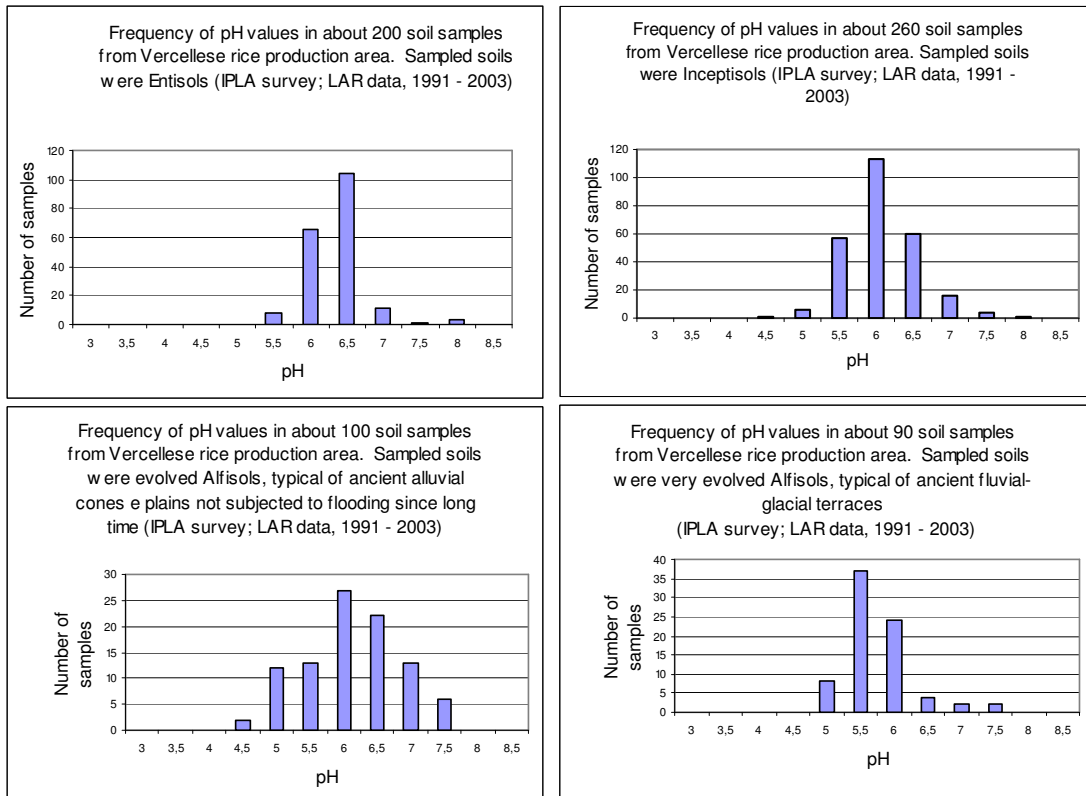 Frequency of pH values in about 200 soil samples
from Vercellese rice production area. Sampled soils
were Entisols (IPLA survey; LAR data, 1991 - 2003)
120
100
80
60
40
20
0
Number of samples
3 3,5 4 4,5 5 5,5 6 6,5 7 7,5 8 8,5
pH
Frequency of pH values in about 260 soil samples
from Vercellese rice production area. Sampled soils
were Inceptisols (IPLA survey; LAR data, 1991 -
2003)
120
100
80
60
40
20
0
Number of samples
3 3,5 4 4,5 5 5,5 6 6,5 7 7,5 8 8,5
pH
Frequency of pH values in about 100 soil samples
from Vercellese rice production area. Sampled soils
were evolved Alfisols, typical of ancient alluvial
cones e plains not subjected to flooding since long
time (IPLA survey; LAR data, 1991 - 2003)
30
25
20
15
10
5
0
Number of
samples
3 3,5 4 4,5 5 5,5 6 6,5 7 7,5 8 8,5
pH
Frequency of pH values in about 90 soil samples
from Vercellese rice production area. Sampled soils
were very evolved Alfisols, typical of ancient fluvial-
glacial terraces
(IPLA survey; LAR data, 1991 - 2003)
40
35
30
25
20
15
10
5
0
Number of
samples
3 3,5 4 4,5 5 5,5 6 6,5 7 7,5 8 8,5
pH